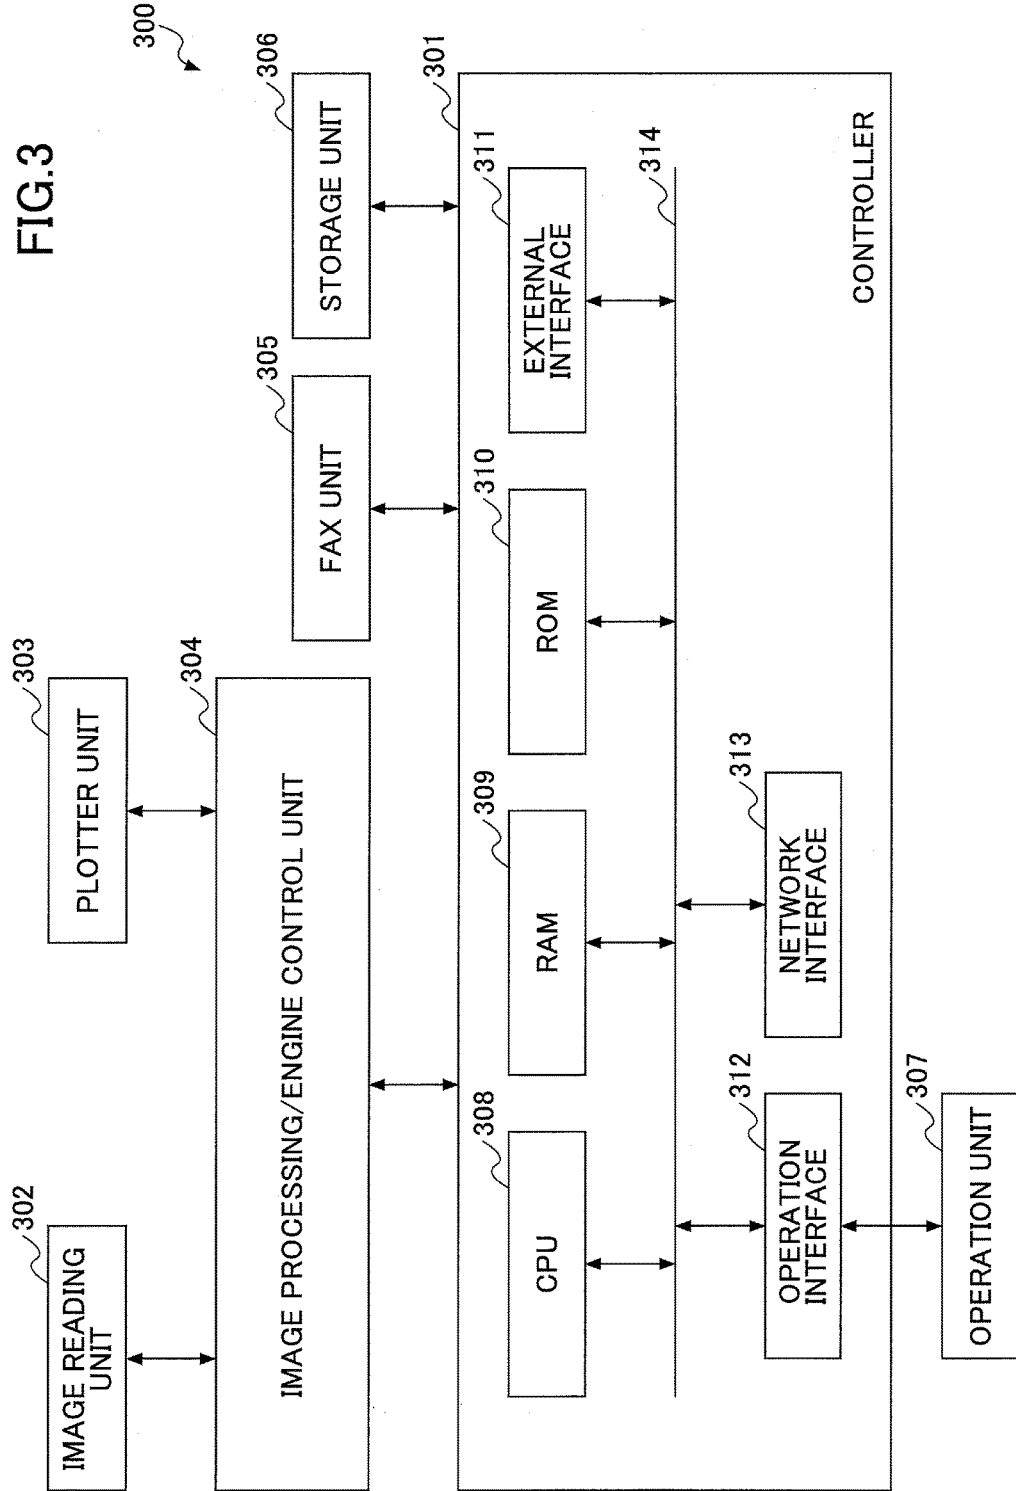 FIG.3
300
302
IMAGE READING
UNIT
303
PLOTTER UNIT
304
IMAGE PROCESSING/ENGINE CONTROL UNIT
305
FAX UNIT
306
STORAGE UNIT
301
308
CPU
309
RAM
310
ROM
311
EXTERNAL
INTERFACE
314
312
OPERATION
INTERFACE
313
NETWORK
INTERFACE
CONTROLLER
307
OPERATION UNIT